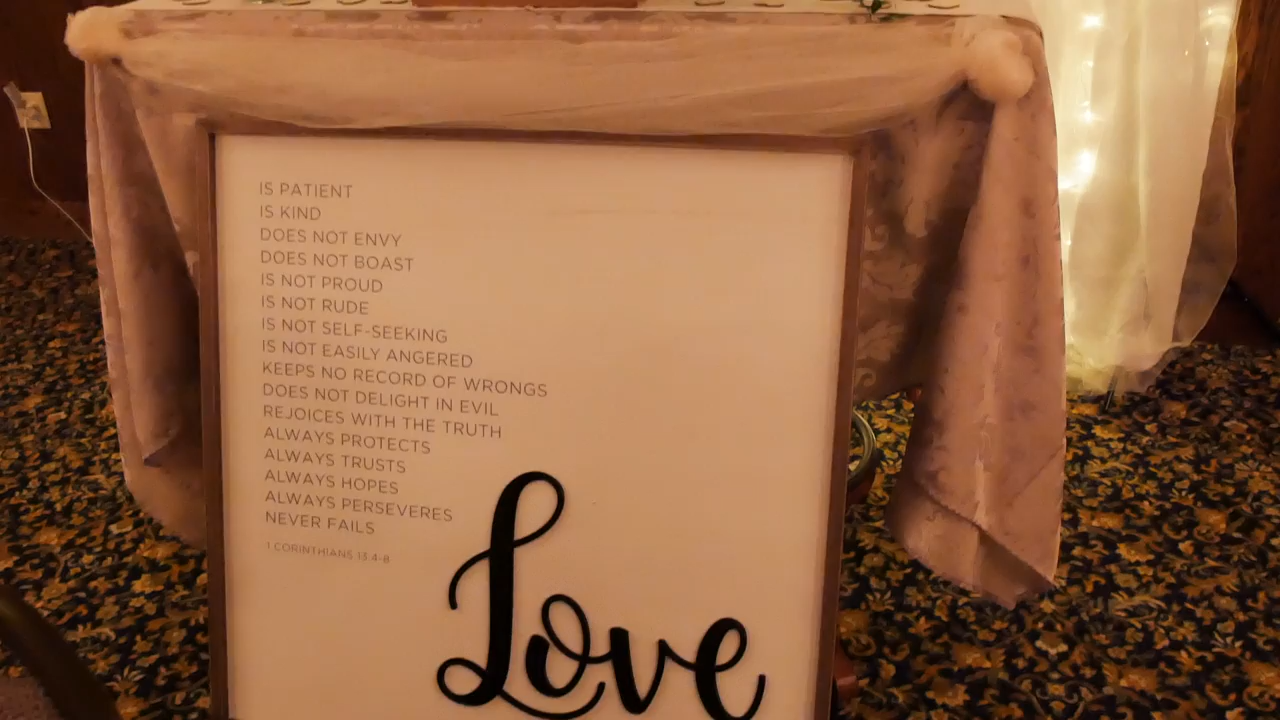 IS PATIENT
IS KIND
DOES NOT ENVY
DOES NOT BOAST
IS NOT PROUD
IS NOT RUDE
IS NOT SELF-SEEKING
IS NOT EASILY ANGERED
KEEPS NO RECORD OF WRONGS
DOES NOT DELIGHT IN EVIL
REJOICES WITH THE TRUTH
ALWAYS PROTECTS
ALWAYS TRUSTS
ALWAYS HOPES
ALWAYS PERSEVERES
NEVER FAILS
1 CORINTHIANS 13:4-8
Love